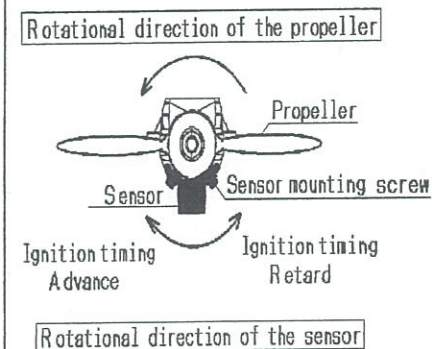 Rotational direction of the propeller
Propeller
Sensor
Sensor mounting screw
Ignition timing
Advance
Ignition timing
Retard
Rotational direction of the sensor